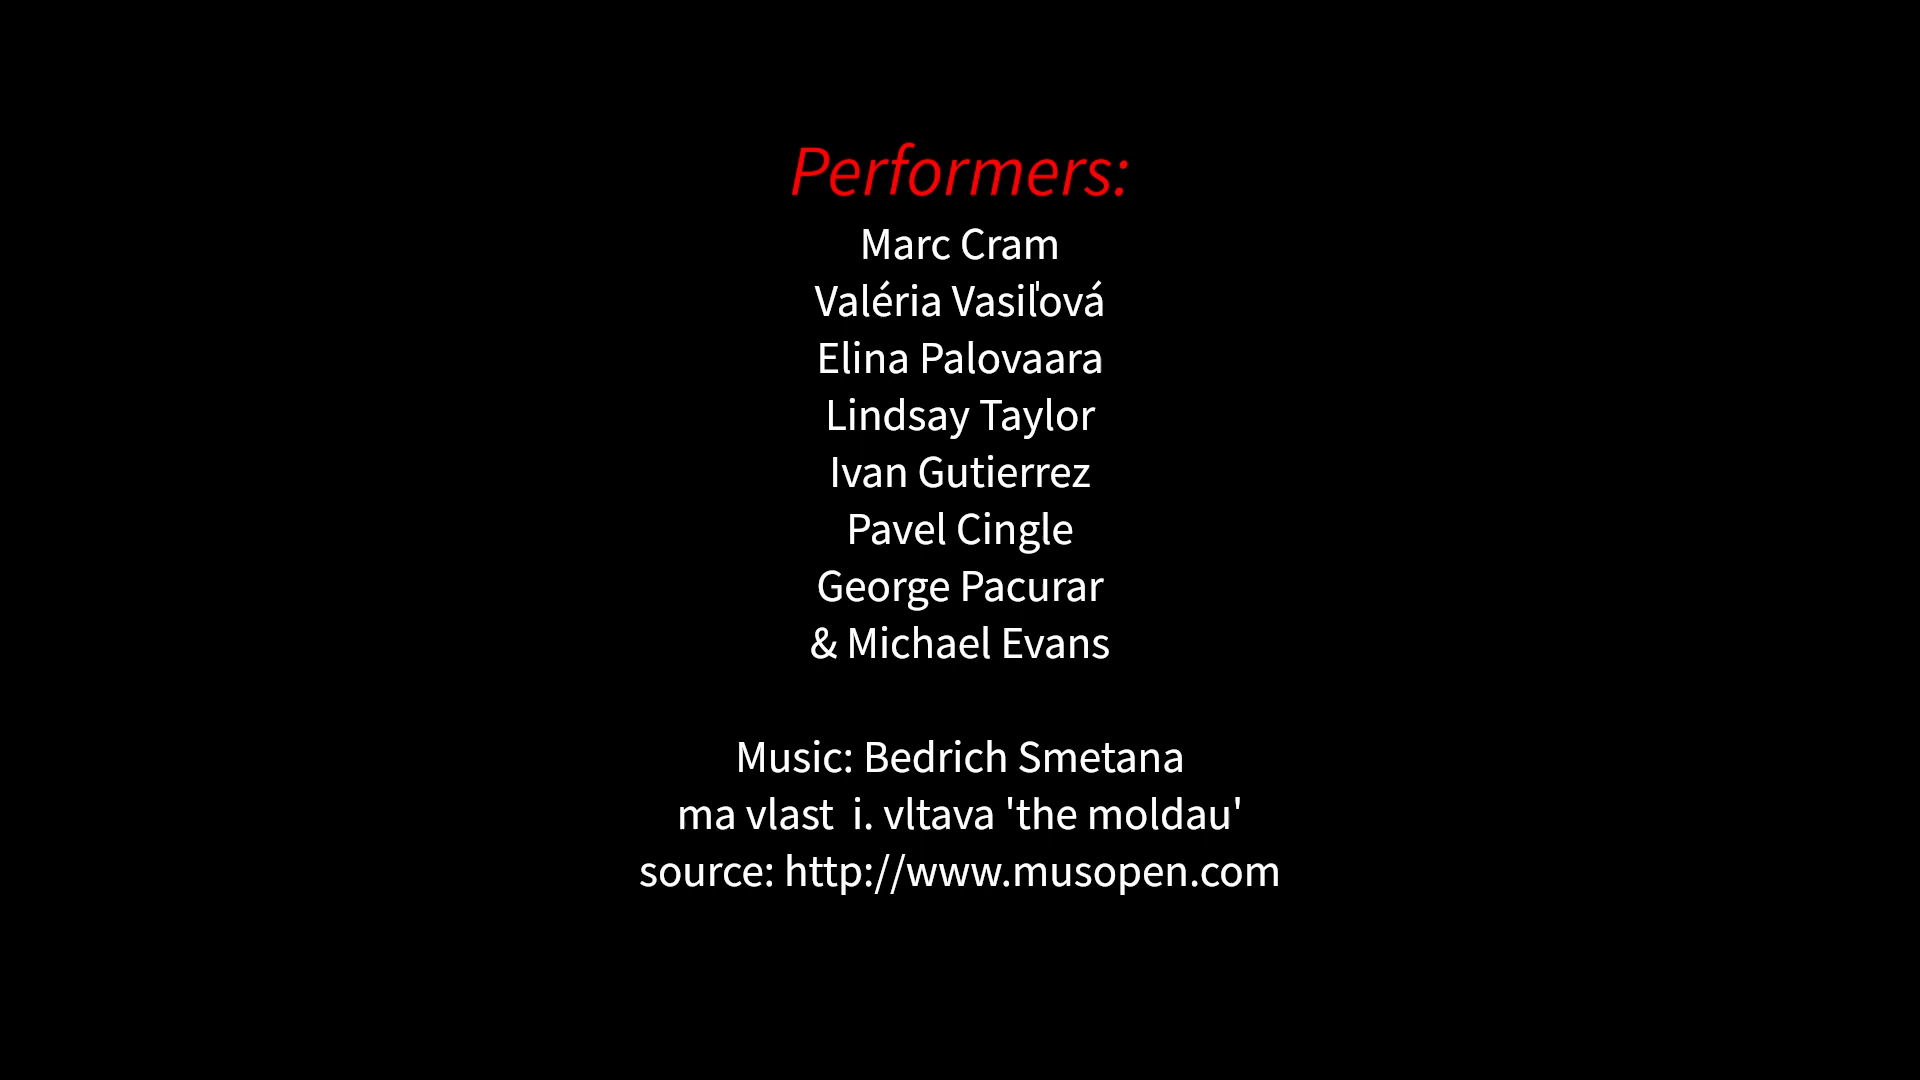 Performers:
Marc Cram
Valéria Vasiľová
Elina Palovaara
Lindsay Taylor
Ivan Gutierrez
Pavel Cingle
George Pacurar
& Michael Evans
Music: Bedrich Smetana
ma vlast  i. vltava 'the moldau'
source: http://www.musopen.com